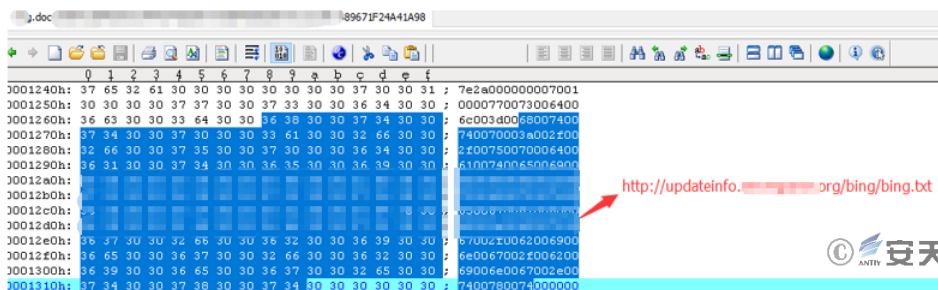 g.doc 89671F24A41A98
0 1 2 3 4 5 6 7 8 9 a b c d e f
00001240h: 37 65 32 61 30 30 30 30 30 30 30 30 37 30 30 31 ; 7e2a000000007001
00001250h: 30 30 30 30 37 37 30 30 37 33 30 30 36 34 30 30 ; 0000770073006400
00001260h: 36 63 30 30 33 64 30 30 36 38 30 30 37 34 30 30 ; 6c003d0068007400
00001270h: 37 34 30 30 37 30 30 30 33 61 30 30 32 66 30 30 ; 740070003a002f00
00001280h: 32 66 30 30 37 35 30 30 37 30 30 30 36 34 30 30 ; 2f00750070006400
00001290h: 36 31 30 30 37 34 30 30 36 35 30 30 36 39 30 30 ; 6100740065006900
000012a0h:
000012b0h:
http://updateinfo. org/bing/bing.txt
000012c0h:
000012d0h:
000012e0h: 36 37 30 30 32 66 30 30 36 32 30 30 36 39 30 30 ; 67002f0062006900
000012f0h: 36 65 30 30 36 37 30 30 32 66 30 30 36 32 30 30 ; 6e0067002f006200
00001300h: 36 39 30 30 36 65 30 30 36 37 30 30 32 65 30 30 ; 69006e0067002e00
00001310h: 37 34 30 30 37 38 30 30 37 34 30 30 30 30 30 30 ; 7400780074000000
© ANTIY 安天